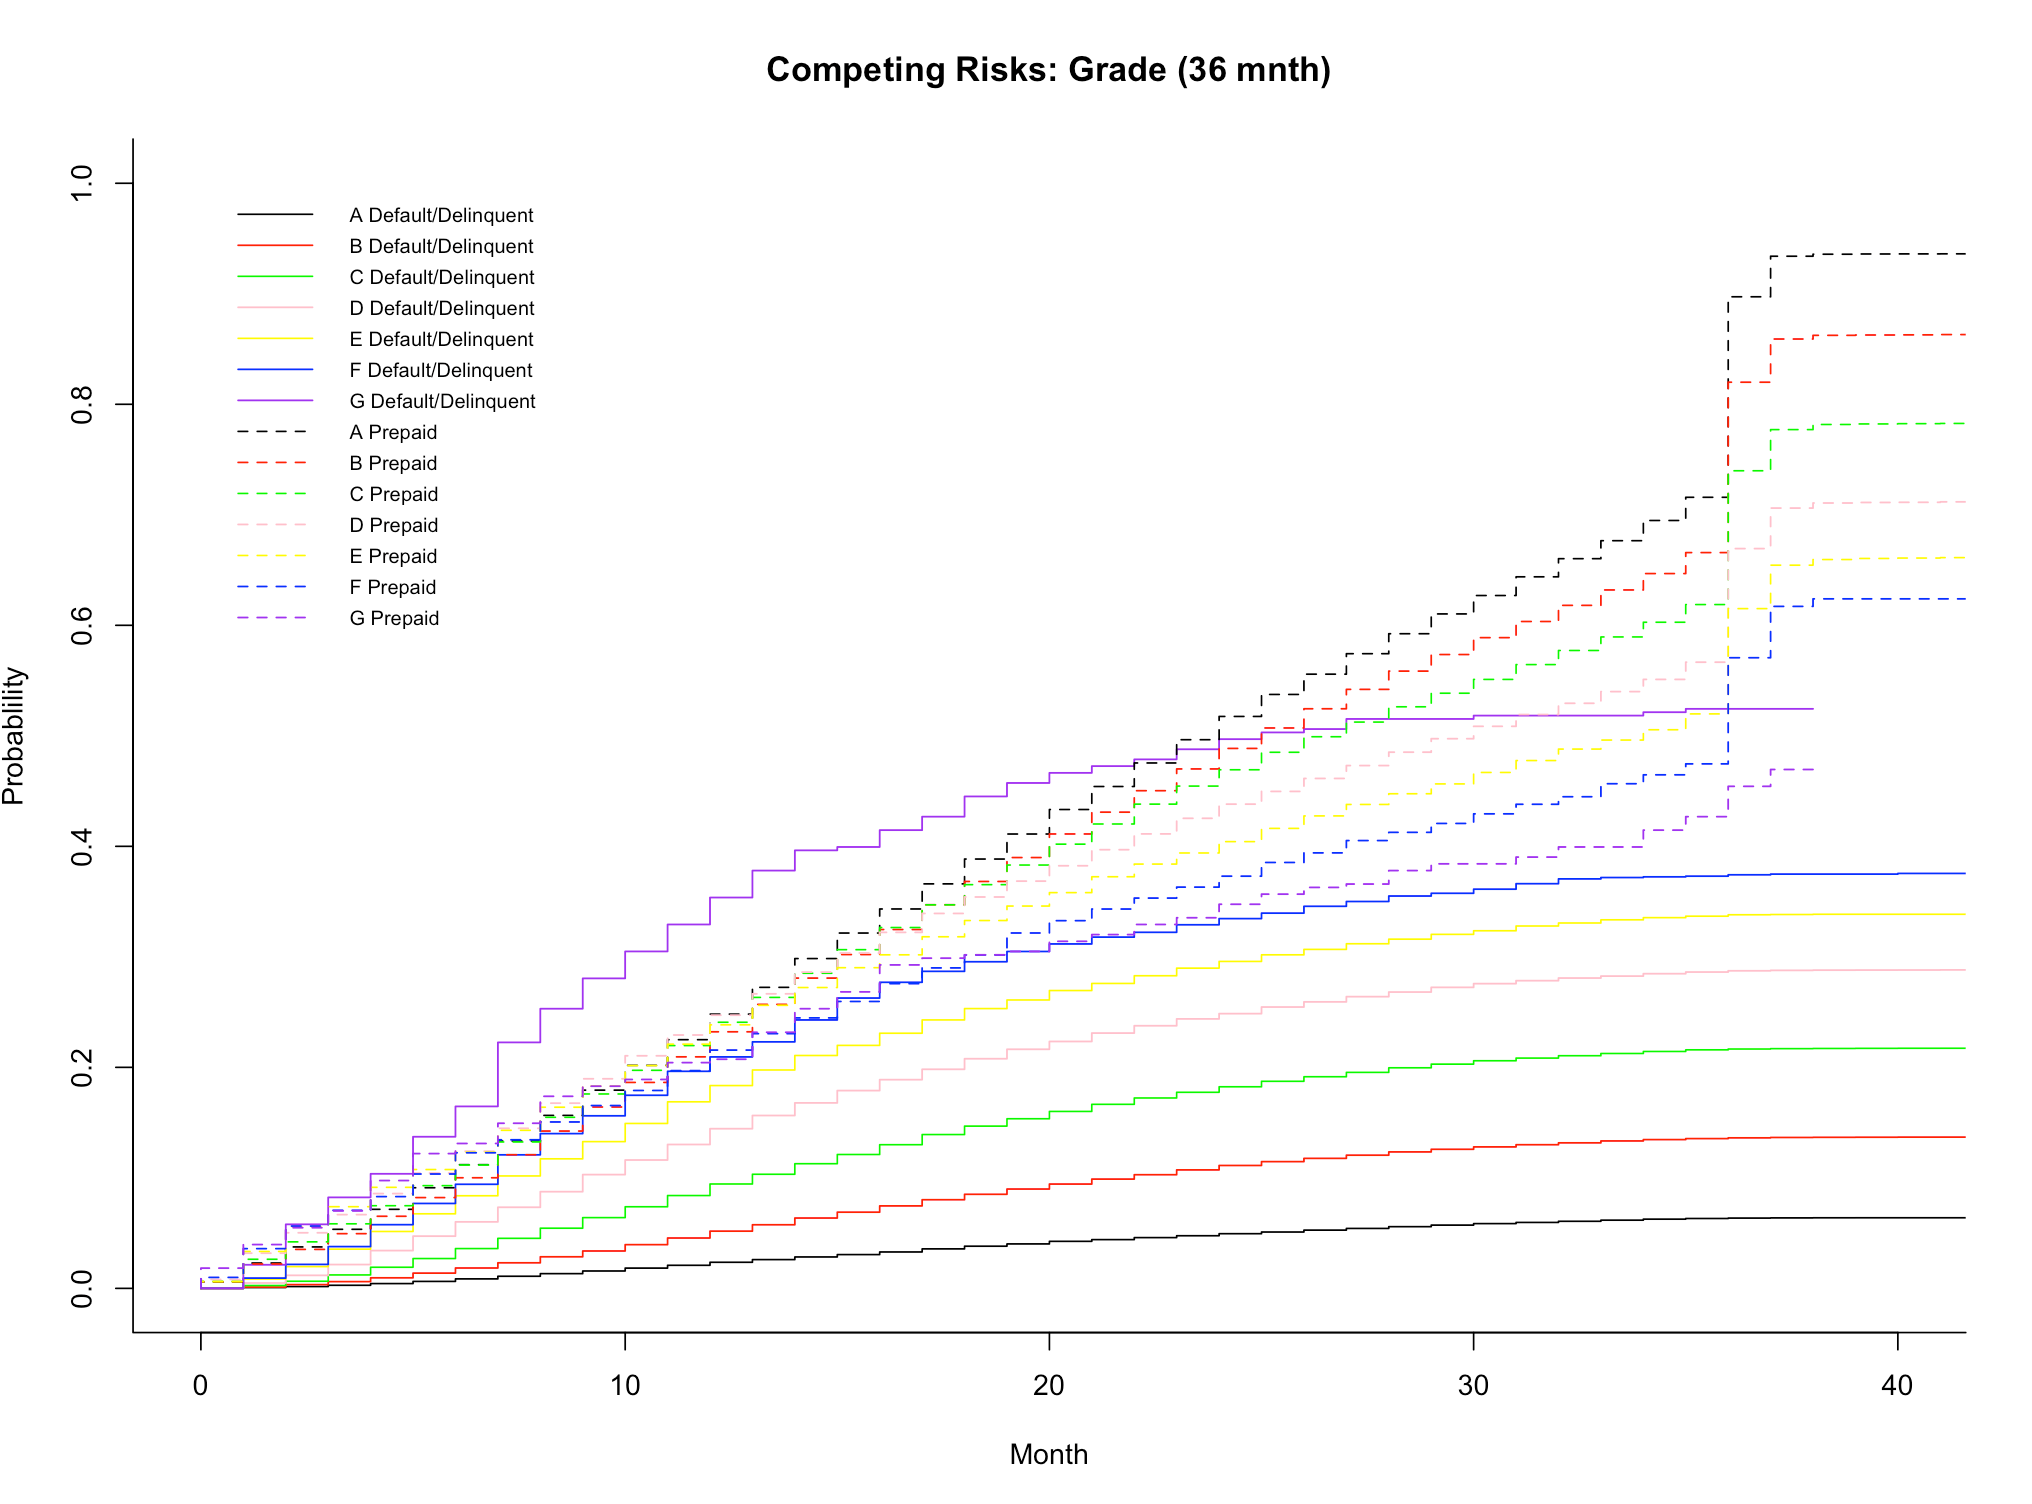 Competing Risks: Grade (36 mnth)
1.0
0.8
0.6
0.4
0.2
0.0
Probablility
A Default/Delinquent
B Default/Delinquent
C Default/Delinquent
D Default/Delinquent
E Default/Delinquent
F Default/Delinquent
G Default/Delinquent
A Prepaid
B Prepaid
C Prepaid
D Prepaid
E Prepaid
F Prepaid
G Prepaid
0 10 20 30 40
Month